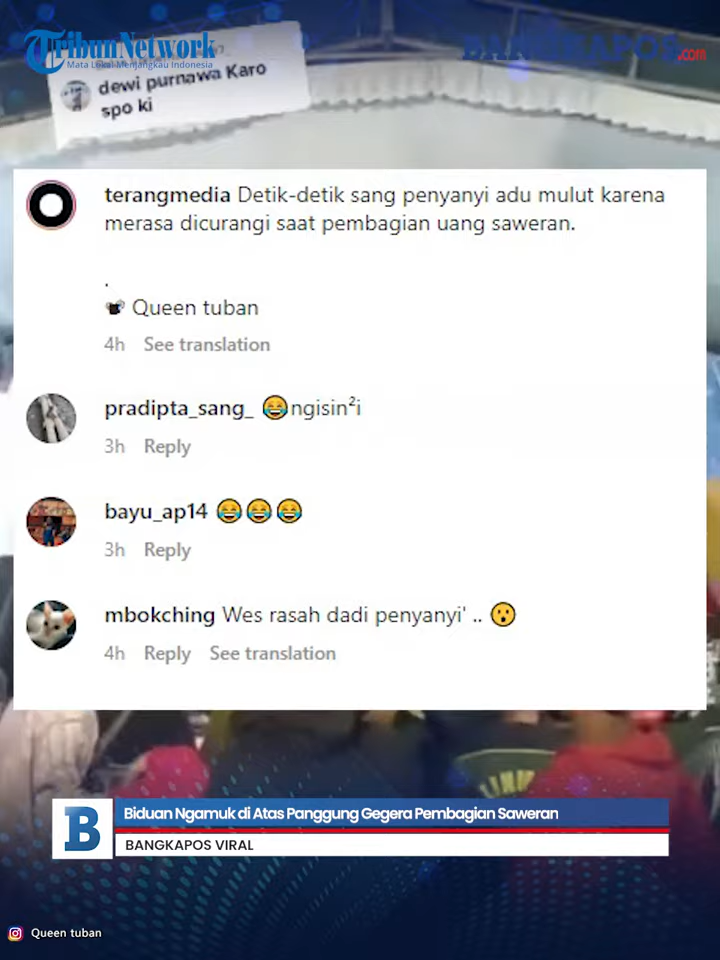 TribunNetwork
Mata Lokal Menjangkau Indonesia
BANGKAPOS.com
dewi purnawa Karo
spo ki
terangmedia Detik-detik sang penyanyi adu mulut karena
merasa dicurangi saat pembagian uang saweran.
.
Queen tuban
4h See translation
pradipta_sang_ 😂ngisin²i
3h Reply
bayu_ap14 😂😂😂
3h Reply
mbokching Wes rasah dadi penyanyi' .. 😯
4h Reply See translation
B
Biduan Ngamuk di Atas Panggung Gegera Pembagian Saweran
BANGKAPOS VIRAL
Queen tuban